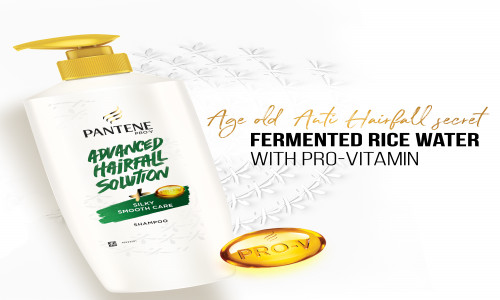 PANTENE
PRO-V
ADVANCED
HAIRFALL
SOLUTION
SILKY
SMOOTH CARE
SHAMPOO
Age old Anti Hairfall secret
FERMENTED RICE WATER
WITH PRO-VITAMIN
PRO-V